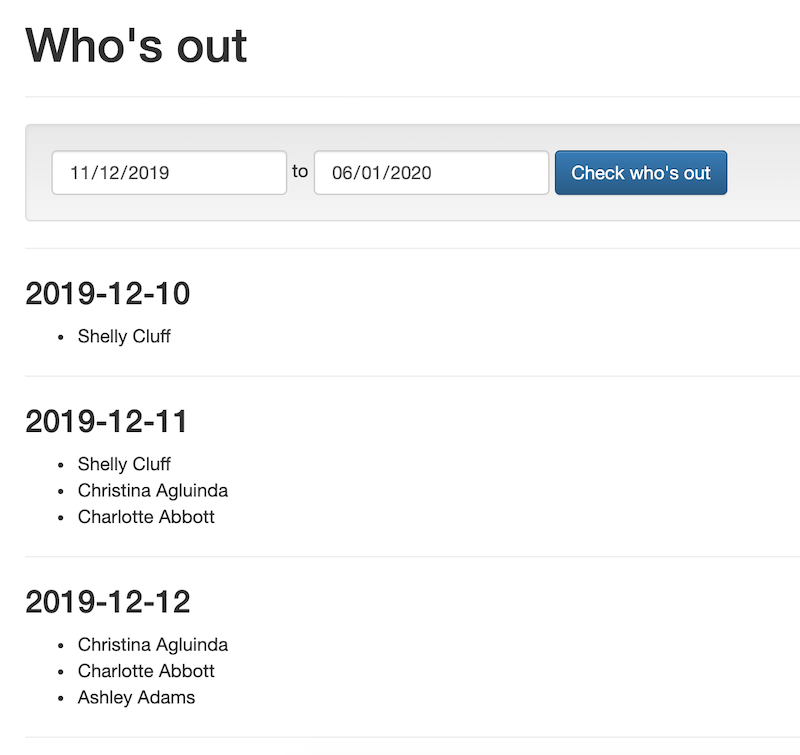 Who's out
11/12/2019 to 06/01/2020 Check who's out
2019-12-10
• Shelly Cluff
2019-12-11
• Shelly Cluff
• Christina Agluinda
• Charlotte Abbott
2019-12-12
• Christina Agluinda
• Charlotte Abbott
• Ashley Adams